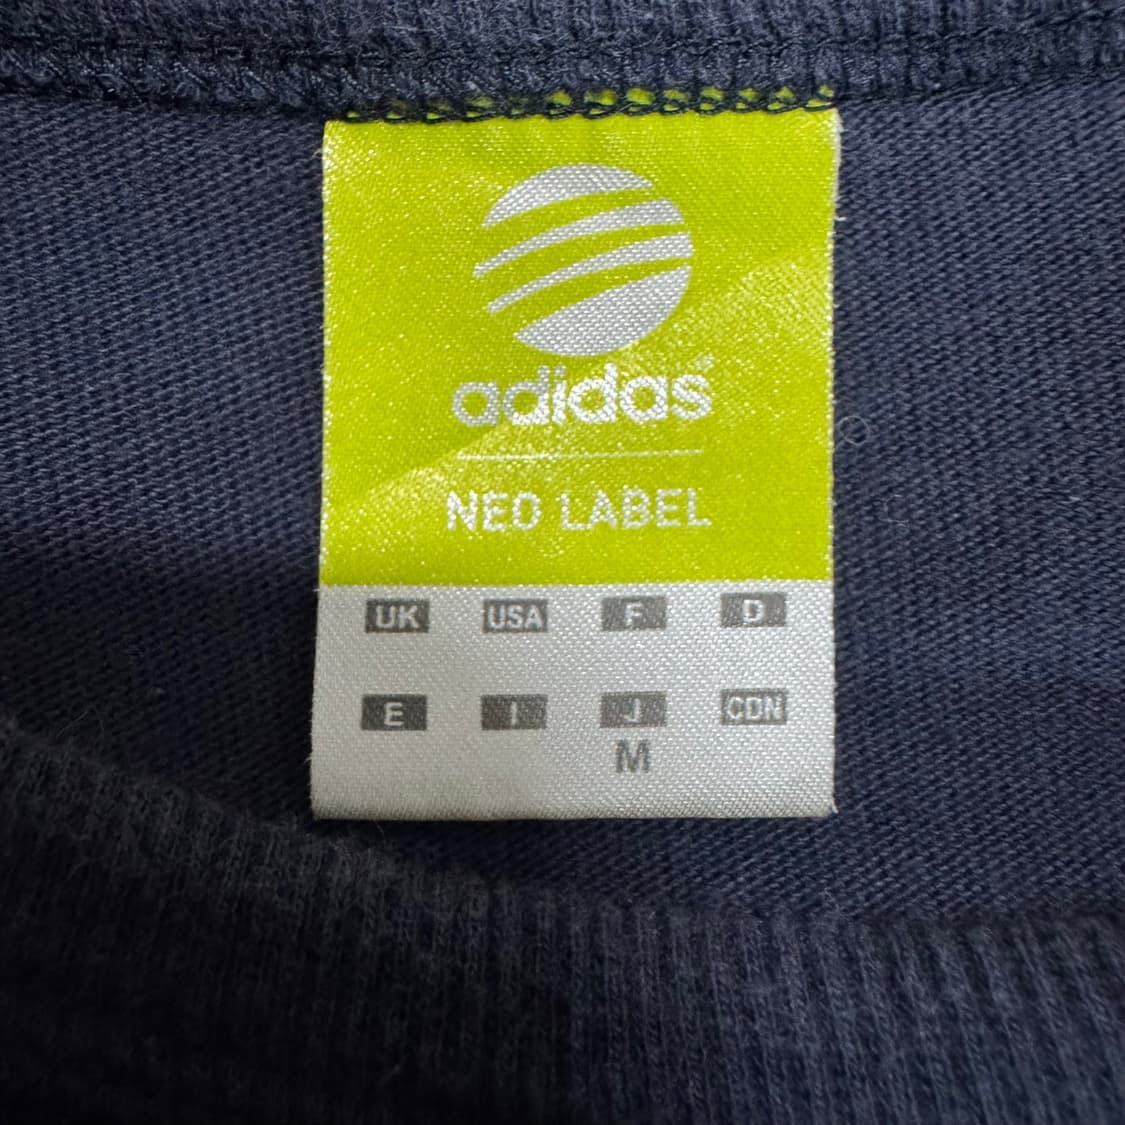 adidas
NEO LABEL
UK USA F D
E I J CDN
M